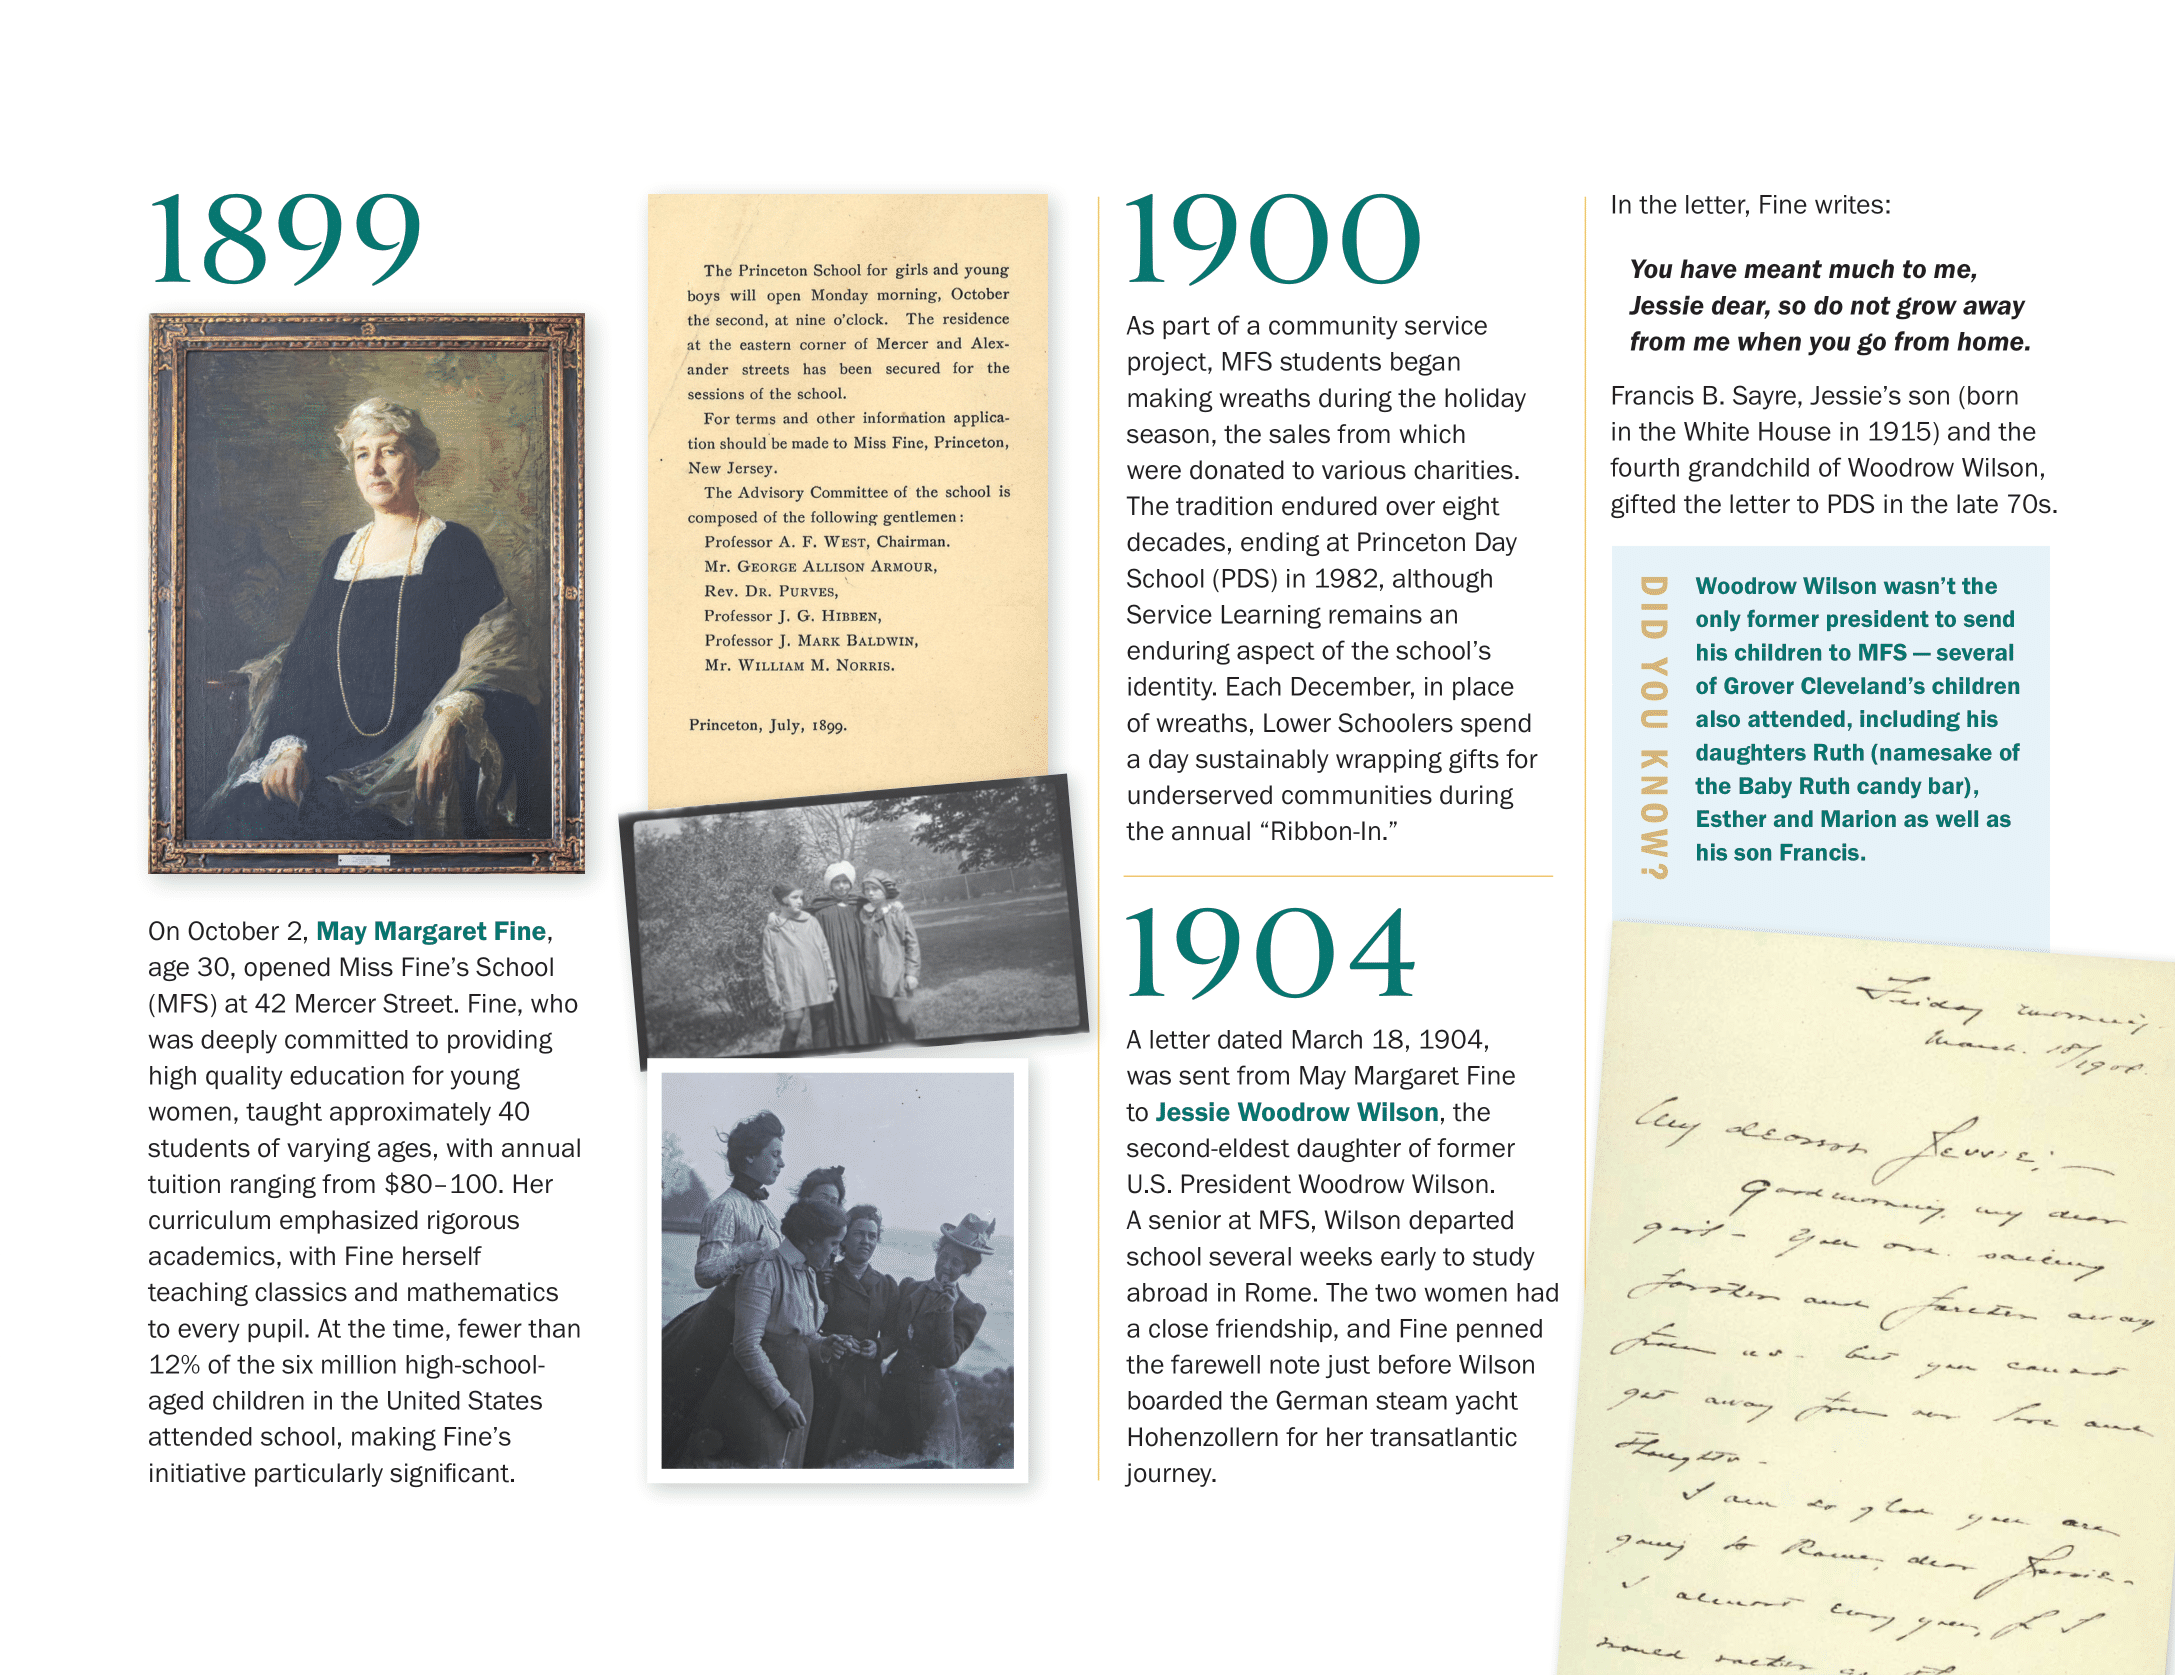 1899
On October 2, May Margaret Fine,
age 30, opened Miss Fine's School
(MFS) at 42 Mercer Street. Fine, who
was deeply committed to providing
high quality education for young
women, taught approximately 40
students of varying ages, with annual
tuition ranging from $80–100. Her
curriculum emphasized rigorous
academics, with Fine herself
teaching classics and mathematics
to every pupil. At the time, fewer than
12% of the six million high-school-
aged children in the United States
attended school, making Fine's
initiative particularly significant.
The Princeton School for girls and young
boys will open Monday morning, October
the second, at nine o'clock. The residence
at the eastern corner of Mercer and Alex-
ander streets has been secured for the
sessions of the school.
For terms and other information applica-
tion should be made to Miss Fine, Princeton,
New Jersey.
The Advisory Committee of the school is
composed of the following gentlemen:
Professor A. F. West, Chairman.
Mr. George Allison Armour,
Rev. Dr. Purves,
Professor J. G. Hibben,
Professor J. Mark Baldwin,
Mr. William M. Norris.
Princeton, July, 1899.
1900
As part of a community service
project, MFS students began
making wreaths during the holiday
season, the sales from which
were donated to various charities.
The tradition endured over eight
decades, ending at Princeton Day
School (PDS) in 1982, although
Service Learning remains an
enduring aspect of the school's
identity. Each December, in place
of wreaths, Lower Schoolers spend
a day sustainably wrapping gifts for
underserved communities during
the annual “Ribbon-In.”
1904
A letter dated March 18, 1904,
was sent from May Margaret Fine
to Jessie Woodrow Wilson, the
second-eldest daughter of former
U.S. President Woodrow Wilson.
A senior at MFS, Wilson departed
school several weeks early to study
abroad in Rome. The two women had
a close friendship, and Fine penned
the farewell note just before Wilson
boarded the German steam yacht
Hohenzollern for her transatlantic
journey.
In the letter, Fine writes:
You have meant much to me,
Jessie dear, so do not grow away
from me when you go from home.
Francis B. Sayre, Jessie's son (born
in the White House in 1915) and the
fourth grandchild of Woodrow Wilson,
gifted the letter to PDS in the late 70s.
DID YOU KNOW?
Woodrow Wilson wasn't the
only former president to send
his children to MFS — several
of Grover Cleveland's children
also attended, including his
daughters Ruth (namesake of
the Baby Ruth candy bar),
Esther and Marion as well as
his son Francis.
Friday morning-
March. 18/1904.
My dearest Jessie:—
Good morning, my dear
girl - You are sailing
farther and farther away
from us - but you cannot
get away from our love and
thoughts -
I am so glad you are
going to Rome, dear Jessie -
I almost envy you, if I
would rather